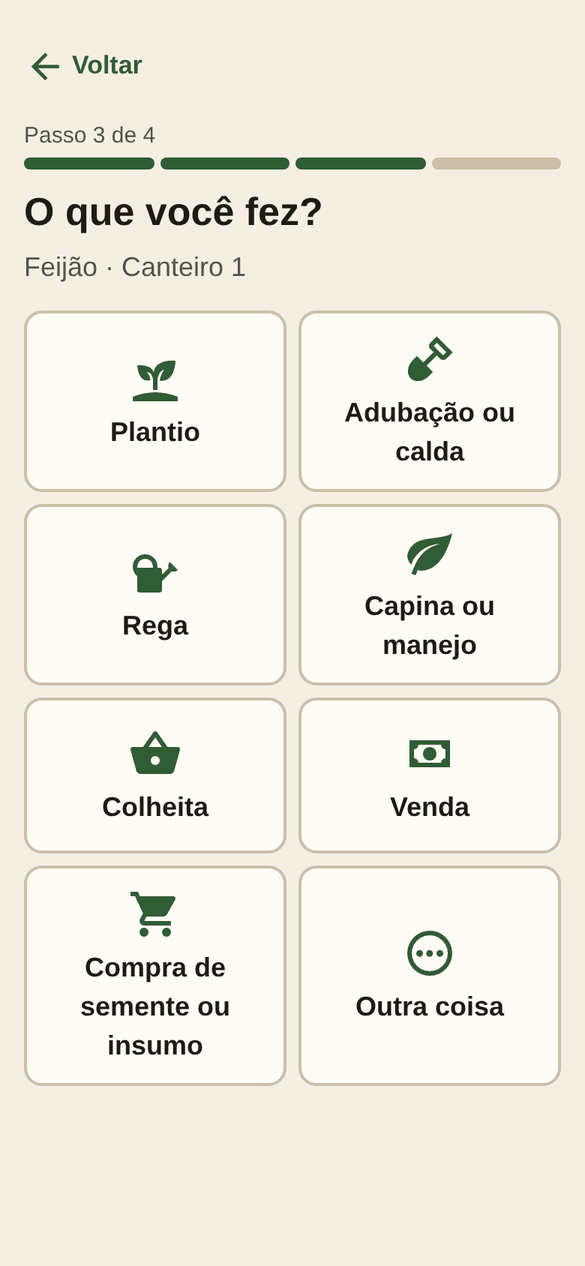 Voltar
Passo 3 de 4
O que você fez?
Feijão · Canteiro 1
Plantio
Adubação ou
calda
Rega
Capina ou
manejo
Colheita
Venda
Compra de
semente ou
insumo
Outra coisa